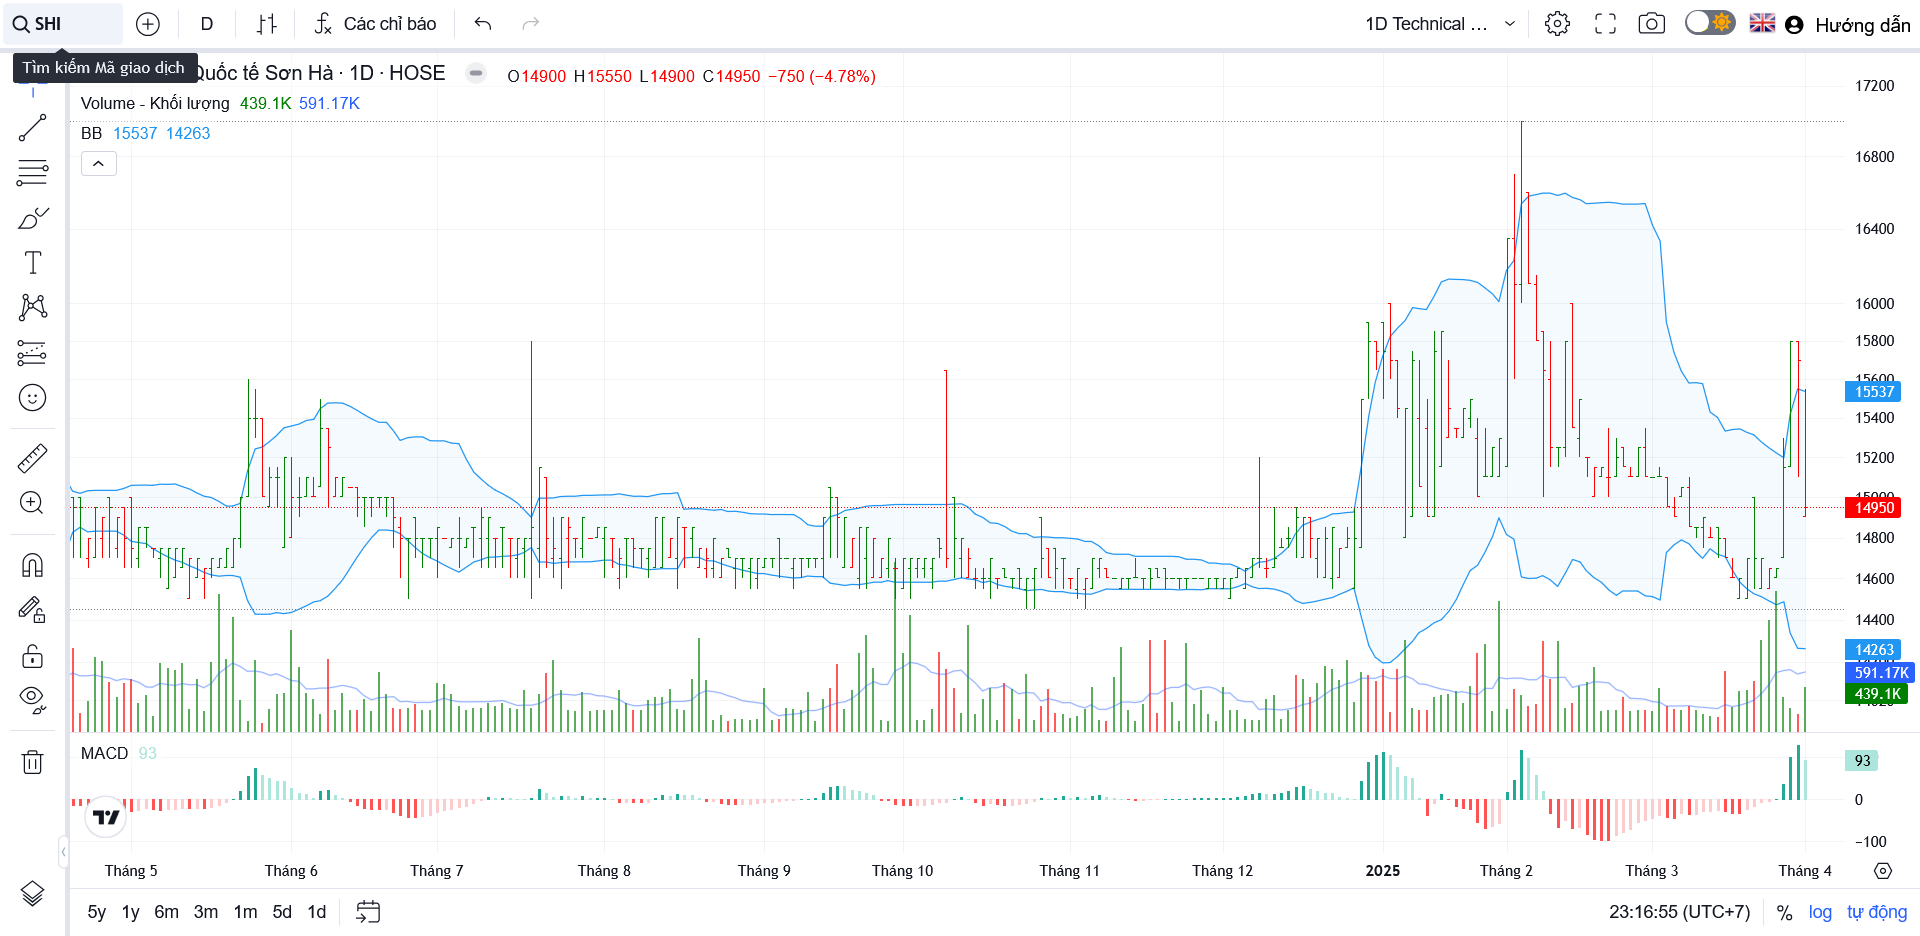 SHI
D
Các chỉ báo
1D Technical ...
Hướng dẫn
Tìm kiếm Mã giao dịch
Quốc tế Sơn Hà · 1D · HOSE
O14900 H15550 L14900 C14950 −750 (−4.78%)
Volume - Khối lượng 439.1K 591.17K
BB 15537 14263
17200
16800
16400
16000
15800
15600
15537
15400
15200
15000
14950
14800
14600
14400
14263
591.17K
439.1K
MACD 93
93
0
−100
Tháng 5 Tháng 6 Tháng 7 Tháng 8 Tháng 9 Tháng 10 Tháng 11 Tháng 12 2025 Tháng 2 Tháng 3 Tháng 4
5y 1y 6m 3m 1m 5d 1d
23:16:55 (UTC+7) % log tự động